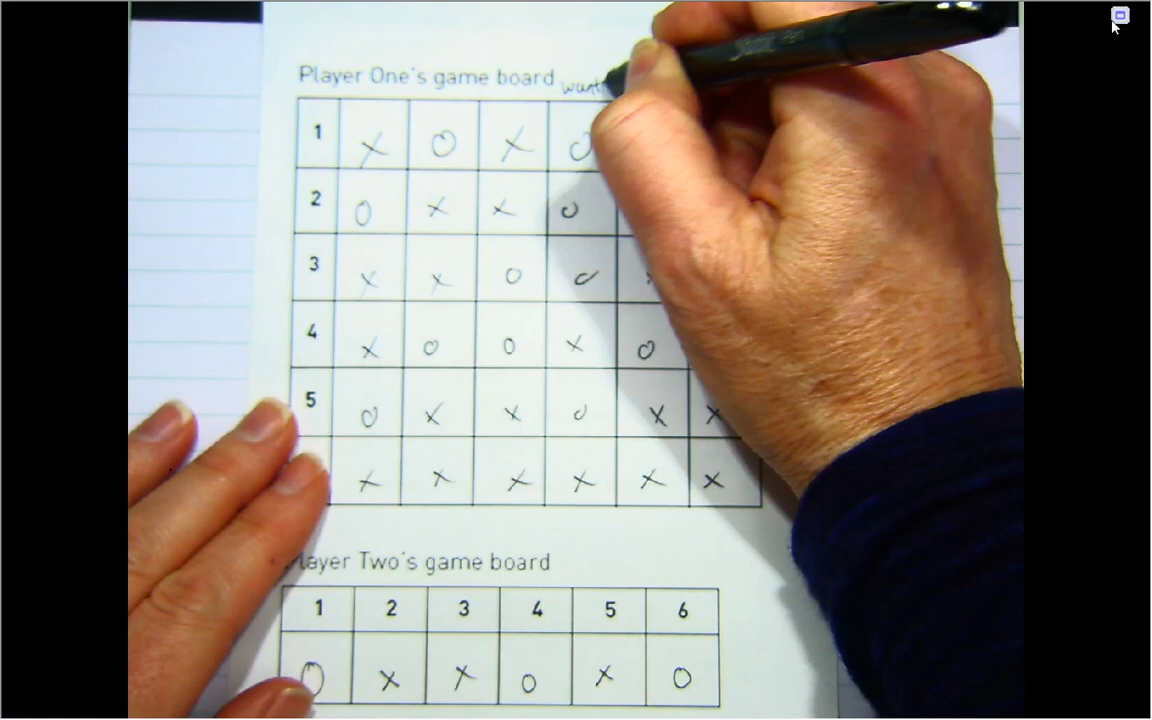 Player One's game board want
1 X O X O
2 O X X O
3 X X O O
4 X O O X O
5 O X X O X X
X X X X X X
Player Two's game board
1 2 3 4 5 6
O X X O X O